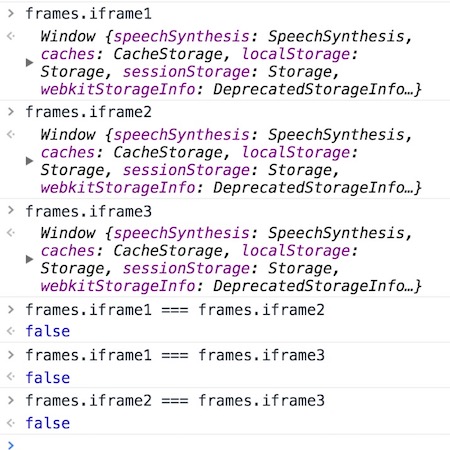 frames.iframe1
Window {speechSynthesis: SpeechSynthesis,
caches: CacheStorage, localStorage:
Storage, sessionStorage: Storage,
webkitStorageInfo: DeprecatedStorageInfo…}
frames.iframe2
Window {speechSynthesis: SpeechSynthesis,
caches: CacheStorage, localStorage:
Storage, sessionStorage: Storage,
webkitStorageInfo: DeprecatedStorageInfo…}
frames.iframe3
Window {speechSynthesis: SpeechSynthesis,
caches: CacheStorage, localStorage:
Storage, sessionStorage: Storage,
webkitStorageInfo: DeprecatedStorageInfo…}
frames.iframe1 === frames.iframe2
false
frames.iframe1 === frames.iframe3
false
frames.iframe2 === frames.iframe3
false